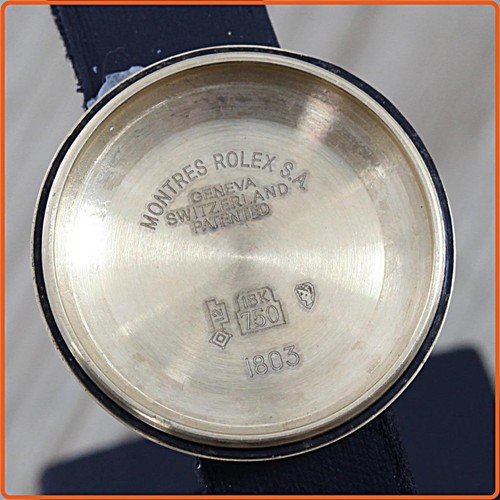 MONTRES ROLEX S.A.
GENEVA
SWITZERLAND
PATENTED
18K
750
1803